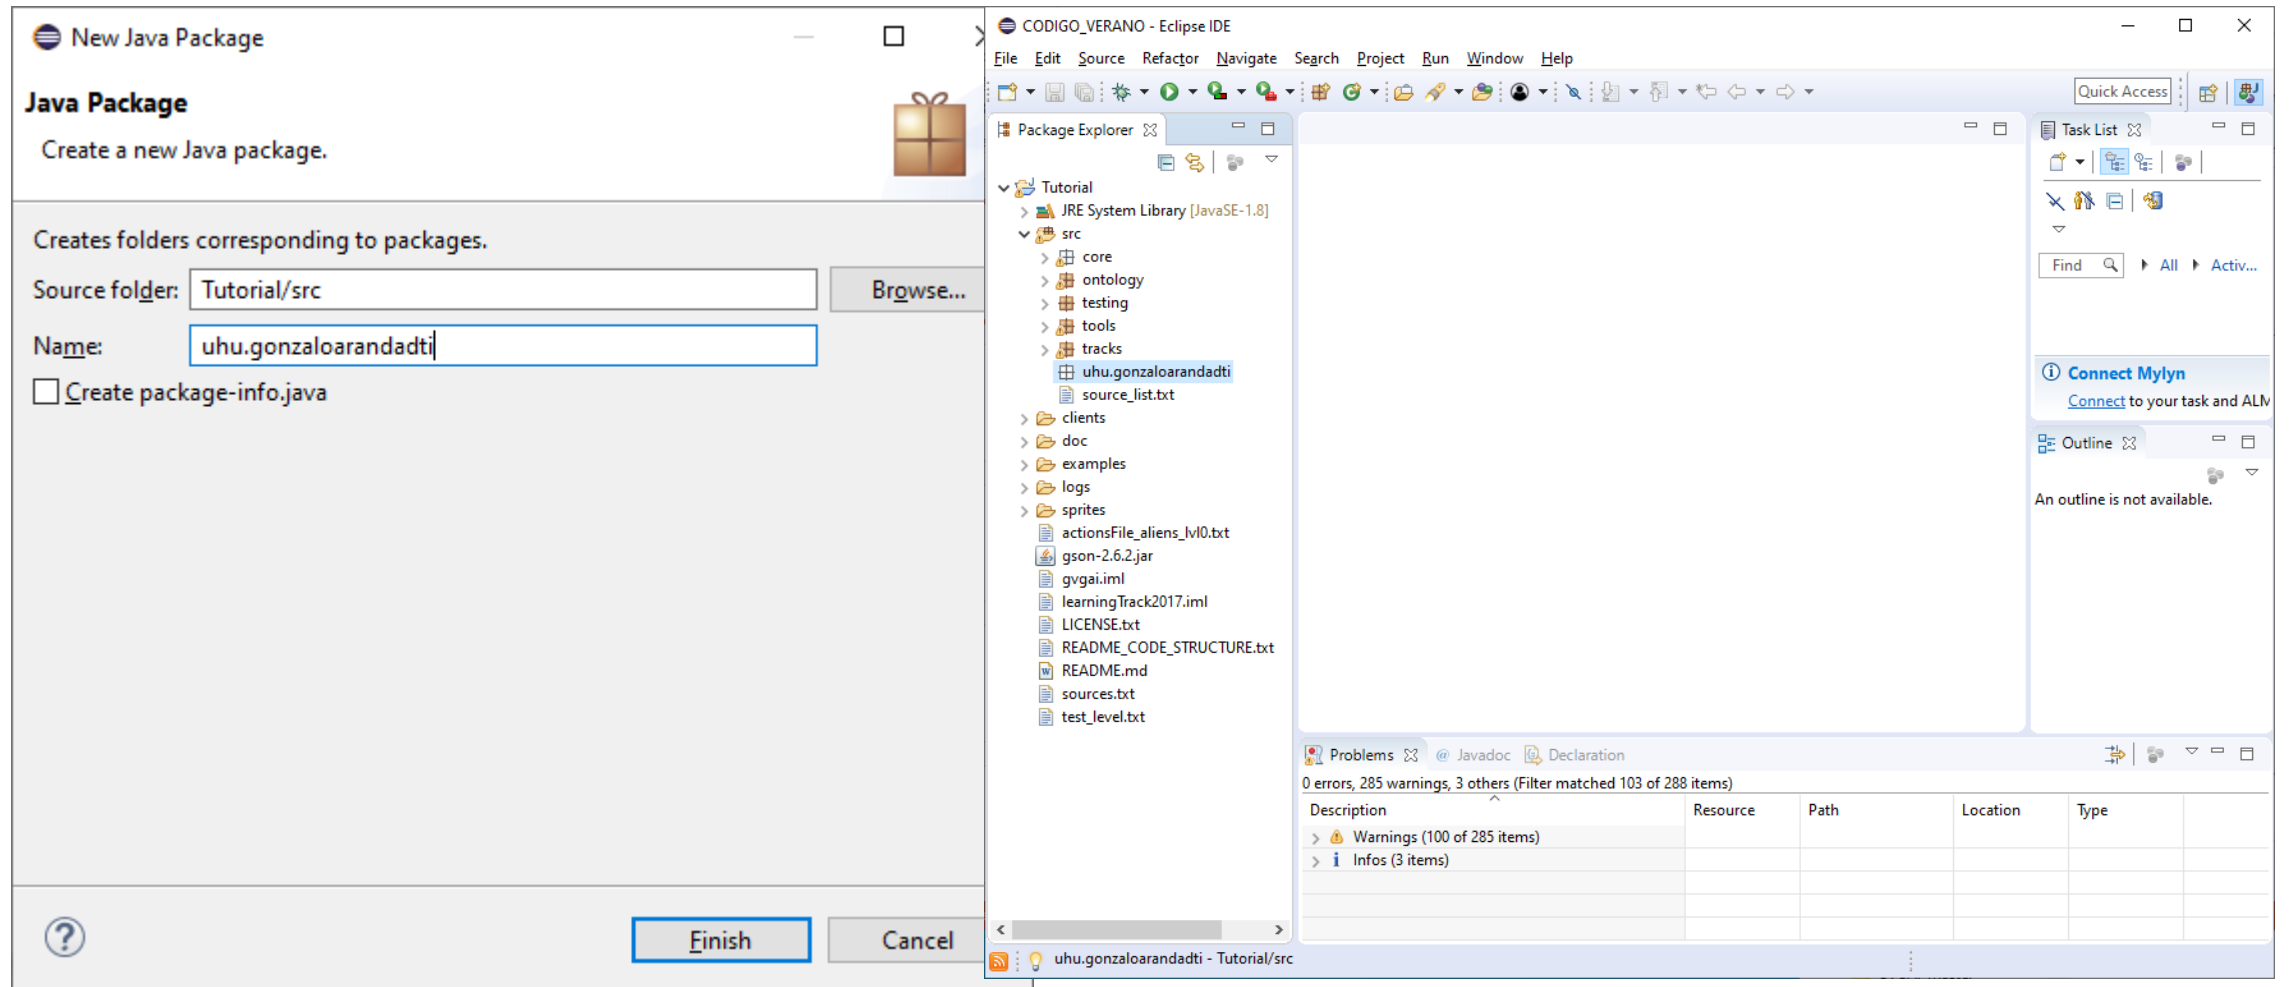 New Java Package
Java Package
Create a new Java package.
Creates folders corresponding to packages.
Source folder: Tutorial/src Browse...
Name: uhu.gonzaloarandadti
Create package-info.java
Finish Cancel
CODIGO_VERANO - Eclipse IDE
File Edit Source Refactor Navigate Search Project Run Window Help
Quick Access
Package Explorer
Tutorial
JRE System Library [JavaSE-1.8]
src
core
ontology
testing
tools
tracks
uhu.gonzaloarandadti
source_list.txt
clients
doc
examples
logs
sprites
actionsFile_aliens_lvl0.txt
gson-2.6.2.jar
gvgai.iml
learningTrack2017.iml
LICENSE.txt
README_CODE_STRUCTURE.txt
README.md
sources.txt
test_level.txt
Task List
Find All Activ...
Connect Mylyn
Connect to your task and ALM
Outline
An outline is not available.
Problems @ Javadoc Declaration
0 errors, 285 warnings, 3 others (Filter matched 103 of 288 items)
Description Resource Path Location Type
Warnings (100 of 285 items)
Infos (3 items)
uhu.gonzaloarandadti - Tutorial/src